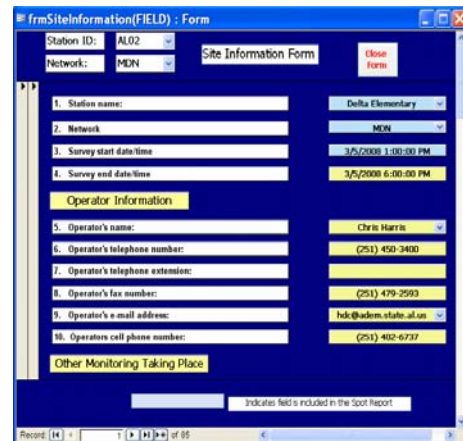 frmSiteInformation(FIELD) : Form
Station ID: AL02
Network: MDN
Site Information Form
Close
Form
1. Station name: Delta Elementary
2. Network MDN
3. Survey start date/time 3/5/2008 1:00:00 PM
4. Survey end date/time 3/5/2008 6:00:00 PM
Operator Information
5. Operator's name: Chris Harris
6. Operator's telephone number: (251) 450-3400
7. Operator's telephone extension:
8. Operator's fax number: (251) 479-2593
9. Operator's e-mail address: hdc@adem.state.al.us
10. Operators cell phone number: (251) 402-6737
Other Monitoring Taking Place
Indicates field is included in the Spot Report
Record: 1 of 85